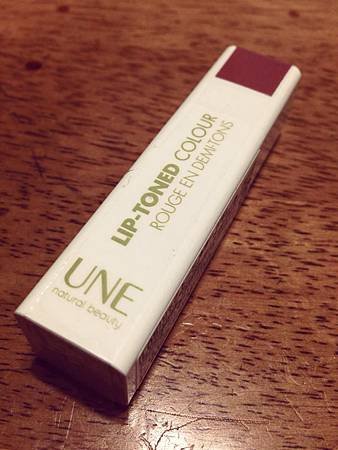 LIP-TONED COLOUR
ROUGE EN DEMI-TONS
UNE
natural beauty